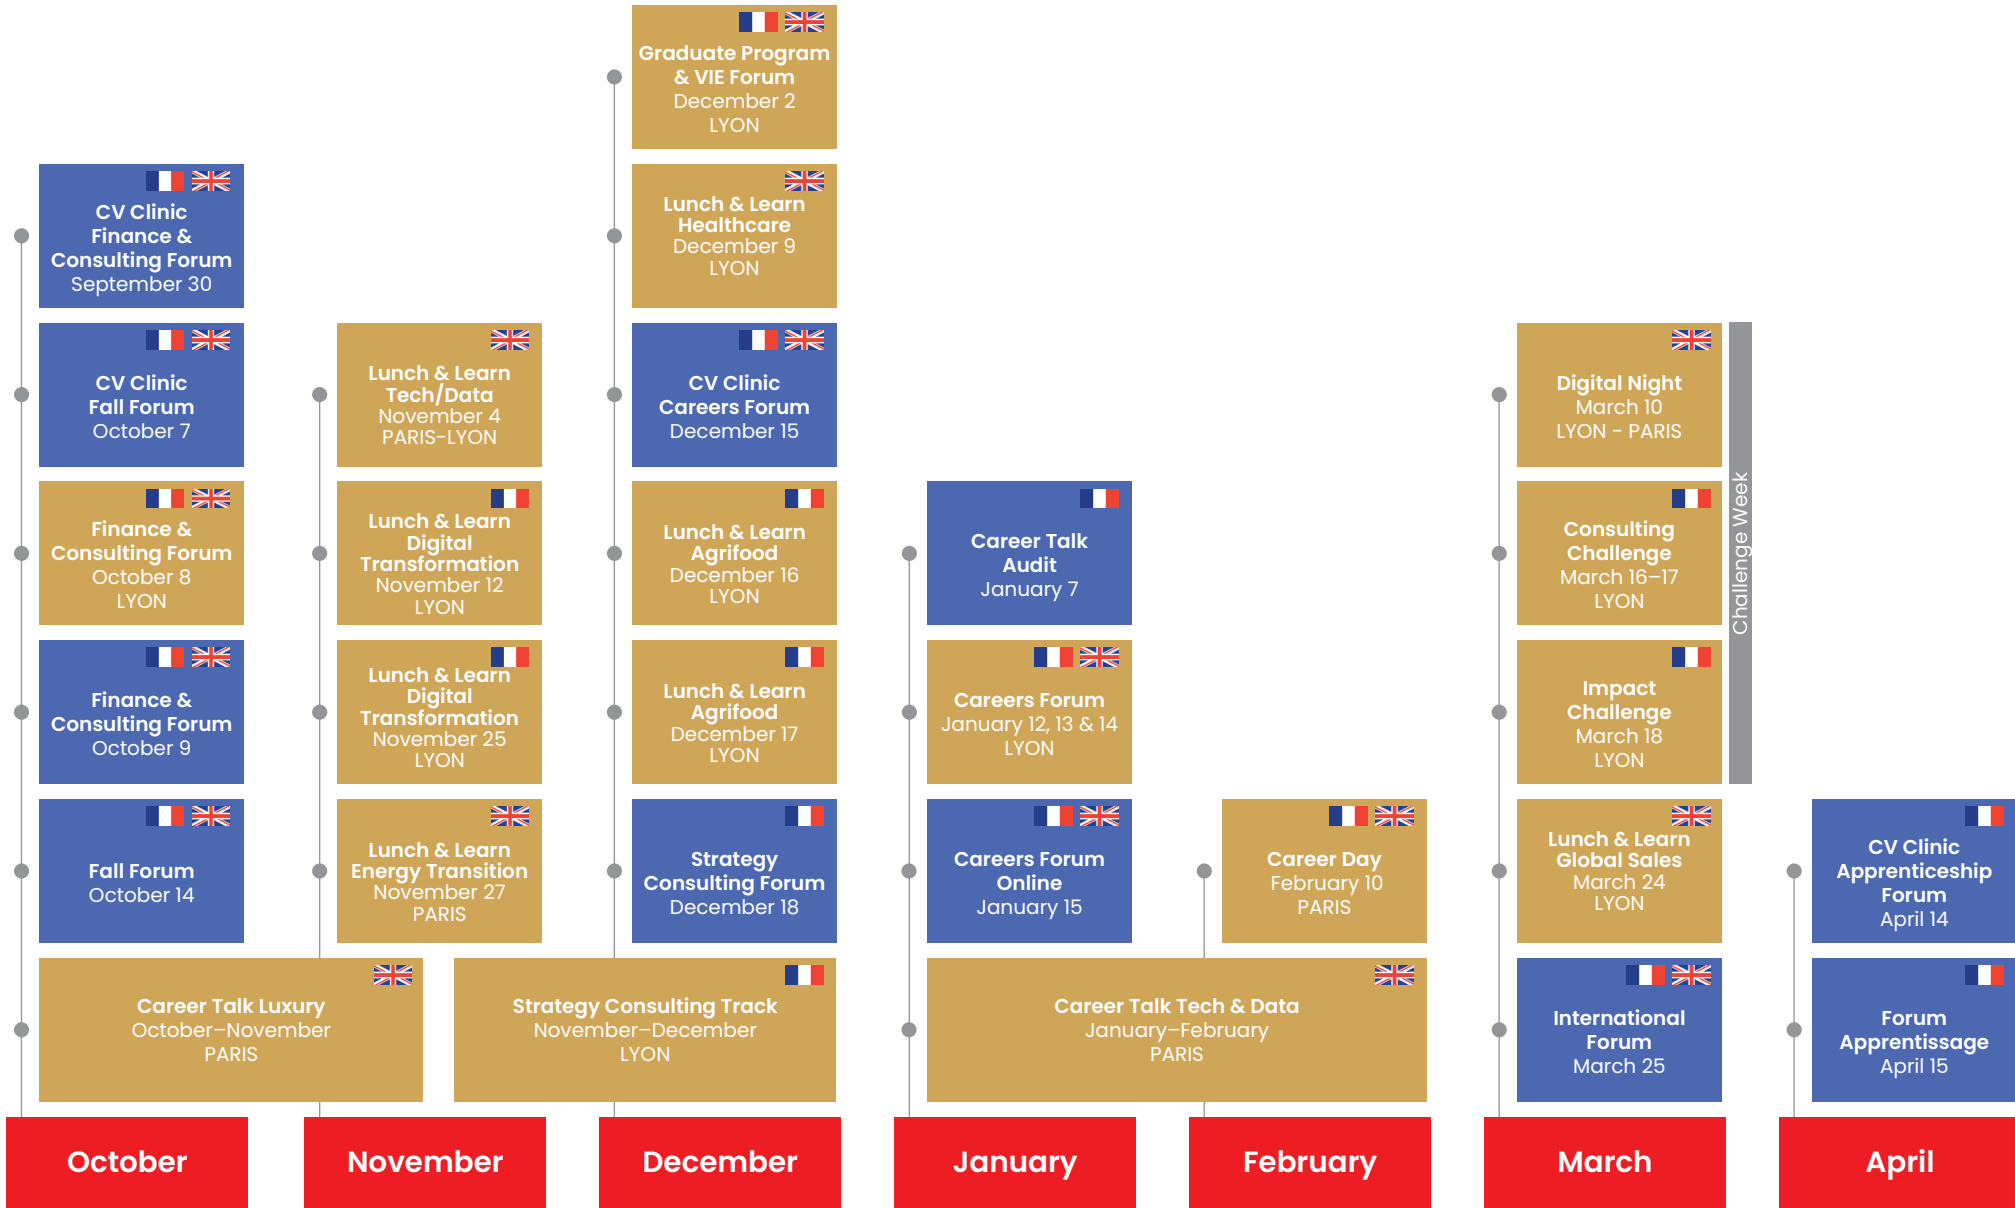 CV Clinic
Finance &
Consulting Forum
September 30
CV Clinic
Fall Forum
October 7
Finance &
Consulting Forum
October 8
LYON
Finance &
Consulting Forum
October 9
Fall Forum
October 14
Career Talk Luxury
October–November
PARIS
October
Lunch & Learn
Tech/Data
November 4
PARIS-LYON
Lunch & Learn
Digital
Transformation
November 12
LYON
Lunch & Learn
Digital
Transformation
November 25
LYON
Lunch & Learn
Energy Transition
November 27
PARIS
November
Graduate Program
& VIE Forum
December 2
LYON
Lunch & Learn
Healthcare
December 9
LYON
CV Clinic
Careers Forum
December 15
Lunch & Learn
Agrifood
December 16
LYON
Lunch & Learn
Agrifood
December 17
LYON
Strategy
Consulting Forum
December 18
Strategy Consulting Track
November–December
LYON
December
Career Talk
Audit
January 7
Careers Forum
January 12, 13 & 14
LYON
Careers Forum
Online
January 15
Career Talk Tech & Data
January–February
PARIS
January
Career Day
February 10
PARIS
February
Digital Night
March 10
LYON - PARIS
Consulting
Challenge
March 16–17
LYON
Impact
Challenge
March 18
LYON
Challenge Week
Lunch & Learn
Global Sales
March 24
LYON
International
Forum
March 25
March
CV Clinic
Apprenticeship
Forum
April 14
Forum
Apprentissage
April 15
April